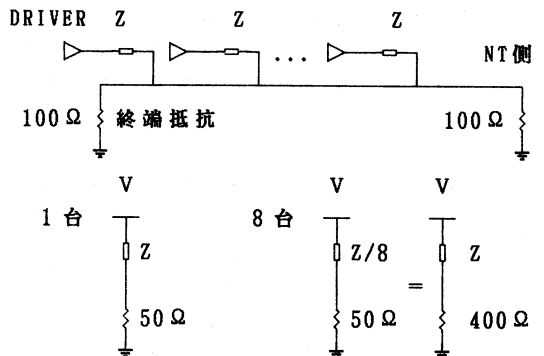 DRIVER Z Z Z
... NT側
100Ω 終端抵抗 100Ω
V V V
1台 8台
Z Z/8 Z
=
50Ω 50Ω 400Ω